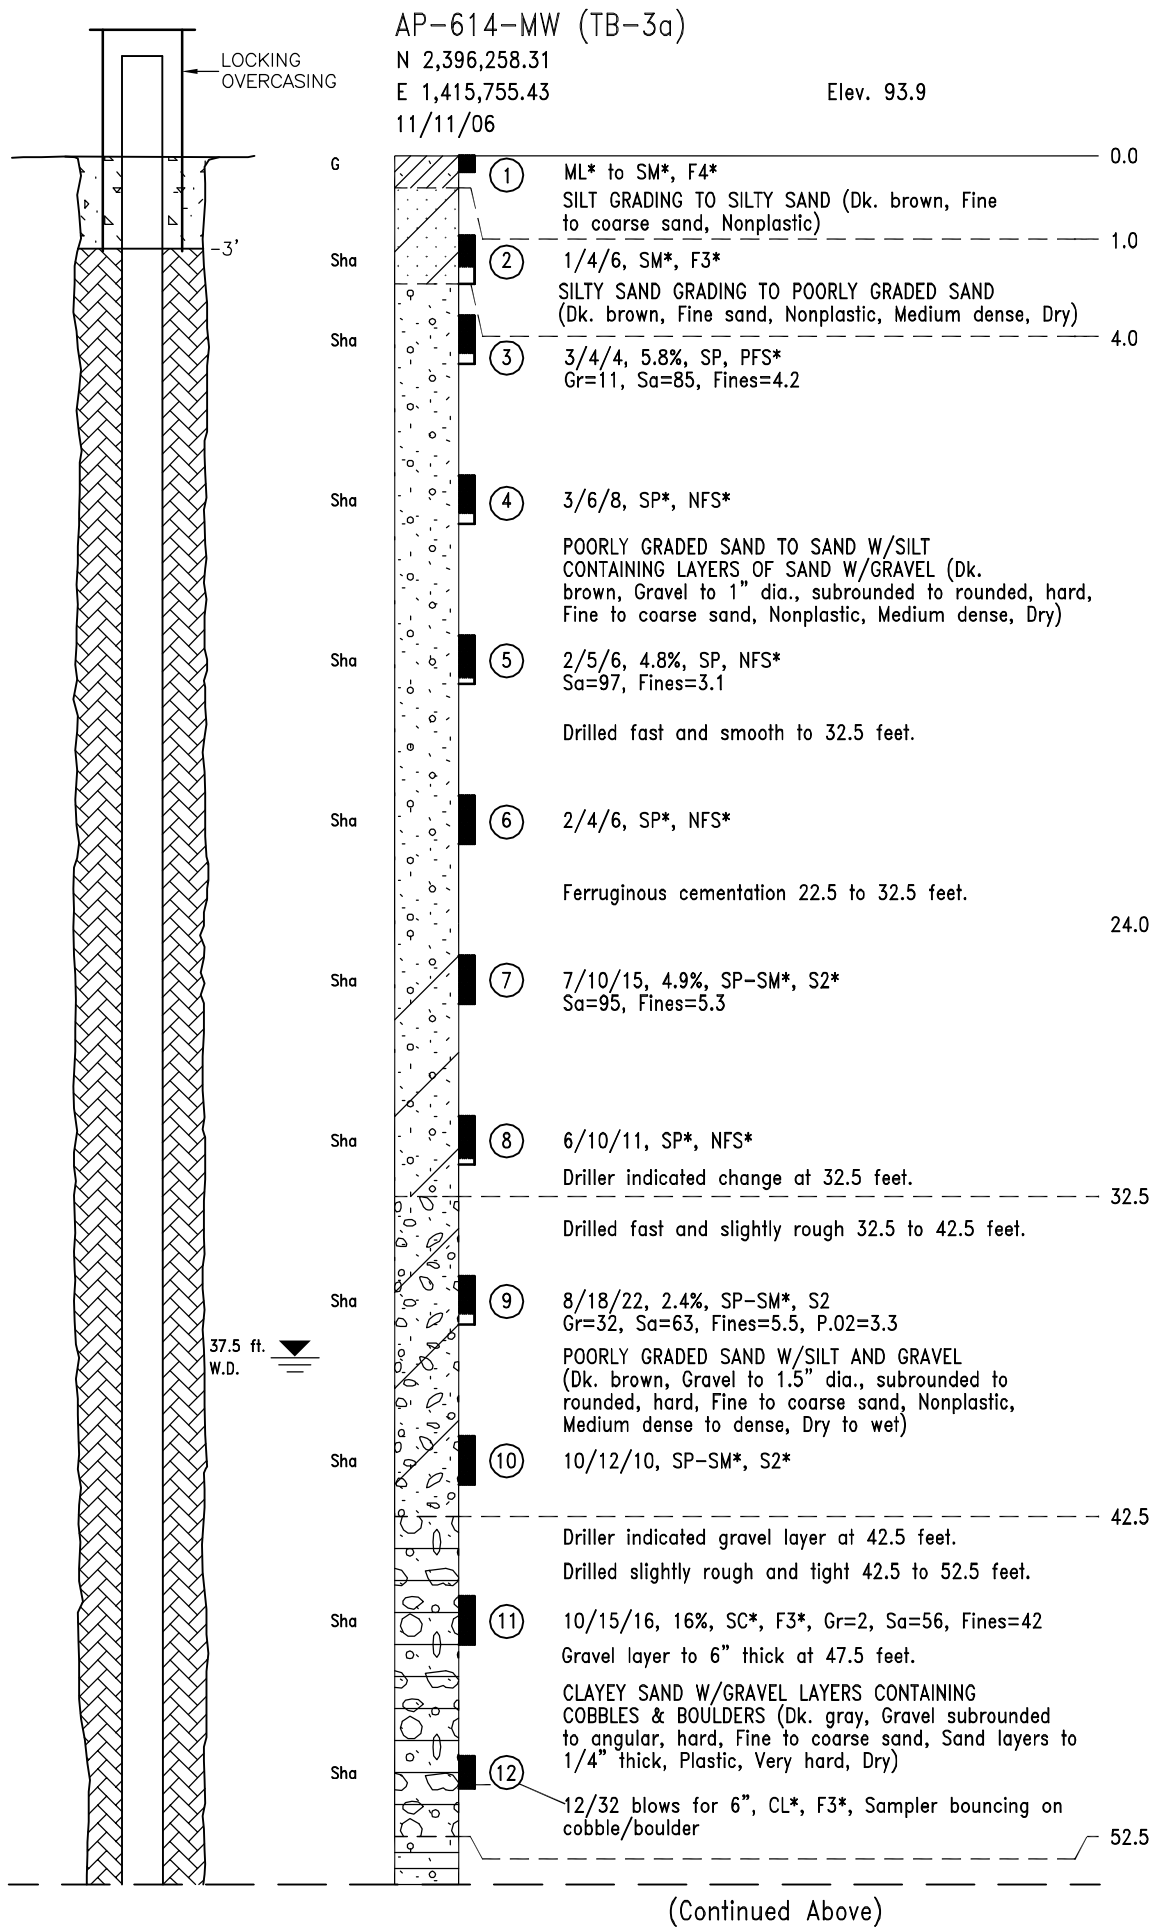 AP-614-MW (TB-3a)
N 2,396,258.31
E 1,415,755.43
Elev. 93.9
11/11/06
LOCKING
OVERCASING
G
1
ML* to SM*, F4*
0.0
SILT GRADING TO SILTY SAND (Dk. brown, Fine
to coarse sand, Nonplastic)
-3'
1.0
Sha
2
1/4/6, SM*, F3*
SILTY SAND GRADING TO POORLY GRADED SAND
(Dk. brown, Fine sand, Nonplastic, Medium dense, Dry)
4.0
Sha
3
3/4/4, 5.8%, SP, PFS*
Gr=11, Sa=85, Fines=4.2
Sha
4
3/6/8, SP*, NFS*
POORLY GRADED SAND TO SAND W/SILT
CONTAINING LAYERS OF SAND W/GRAVEL (Dk.
brown, Gravel to 1" dia., subrounded to rounded, hard,
Fine to coarse sand, Nonplastic, Medium dense, Dry)
Sha
5
2/5/6, 4.8%, SP, NFS*
Sa=97, Fines=3.1
Drilled fast and smooth to 32.5 feet.
Sha
6
2/4/6, SP*, NFS*
Ferruginous cementation 22.5 to 32.5 feet.
24.0
Sha
7
7/10/15, 4.9%, SP-SM*, S2*
Sa=95, Fines=5.3
Sha
8
6/10/11, SP*, NFS*
Driller indicated change at 32.5 feet.
32.5
Drilled fast and slightly rough 32.5 to 42.5 feet.
Sha
9
8/18/22, 2.4%, SP-SM*, S2
Gr=32, Sa=63, Fines=5.5, P.02=3.3
37.5 ft.
W.D.
POORLY GRADED SAND W/SILT AND GRAVEL
(Dk. brown, Gravel to 1.5" dia., subrounded to
rounded, hard, Fine to coarse sand, Nonplastic,
Medium dense to dense, Dry to wet)
Sha
10
10/12/10, SP-SM*, S2*
42.5
Driller indicated gravel layer at 42.5 feet.
Drilled slightly rough and tight 42.5 to 52.5 feet.
Sha
11
10/15/16, 16%, SC*, F3*, Gr=2, Sa=56, Fines=42
Gravel layer to 6" thick at 47.5 feet.
CLAYEY SAND W/GRAVEL LAYERS CONTAINING
COBBLES & BOULDERS (Dk. gray, Gravel subrounded
to angular, hard, Fine to coarse sand, Sand layers to
1/4" thick, Plastic, Very hard, Dry)
Sha
12
12/32 blows for 6", CL*, F3*, Sampler bouncing on
cobble/boulder
52.5
(Continued Above)